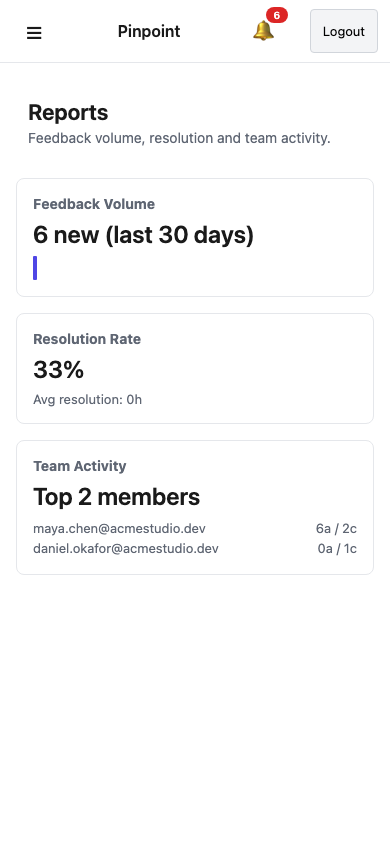 Pinpoint
6
Logout
Reports
Feedback volume, resolution and team activity.
Feedback Volume
6 new (last 30 days)
Resolution Rate
33%
Avg resolution: 0h
Team Activity
Top 2 members
maya.chen@acmestudio.dev 6a / 2c
daniel.okafor@acmestudio.dev 0a / 1c